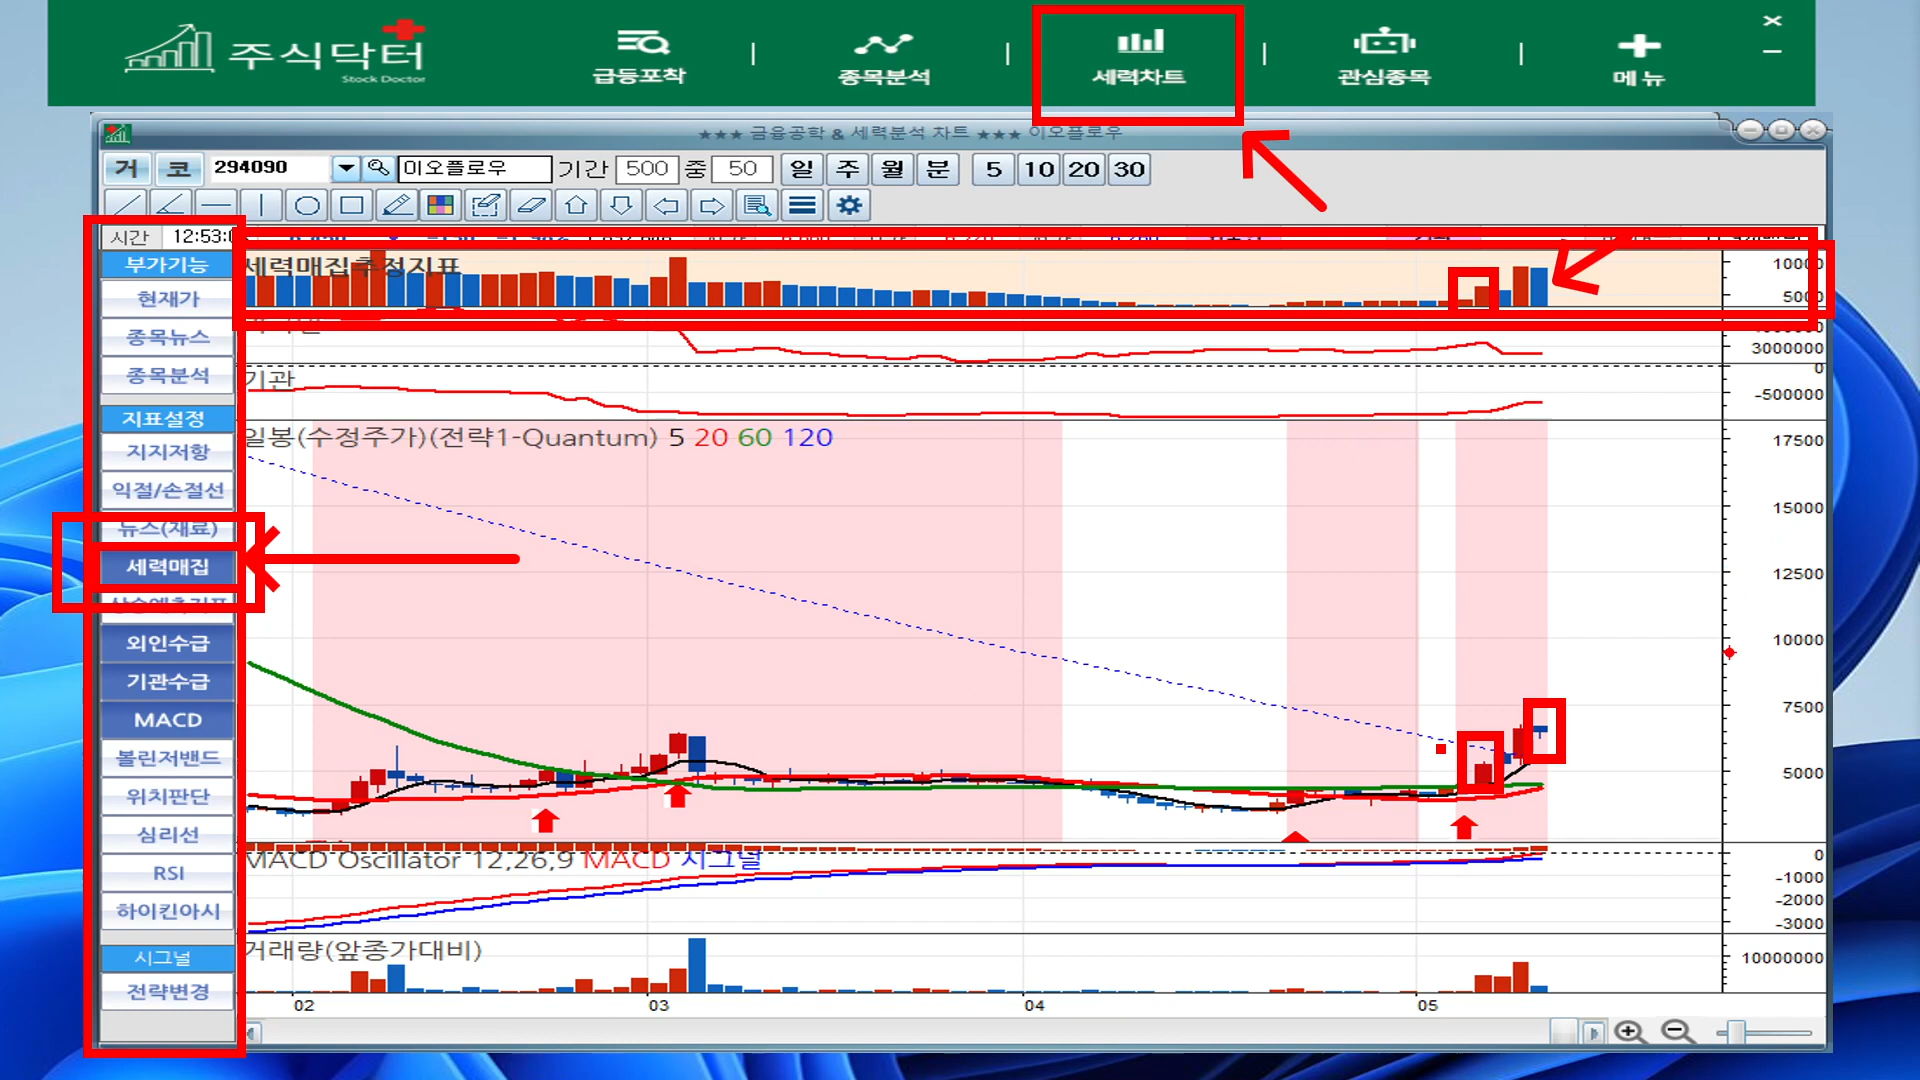 주식닥터
Stock Doctor
급등포착
종목분석
세력차트
관심종목
메뉴
★★★ 금융공학 & 세력분석 차트 ★★★ 이오플로우
거 코 294090 이오플로우 기간 500 중 50 일 주 월 분 5 10 20 30
시간
부가기능
현재가
종목뉴스
종목분석
지표설정
지지저항
익절/손절선
뉴스(재료)
세력매집
상승예측지표
외인수급
기관수급
MACD
볼린저밴드
위치판단
심리선
RSI
하이킨아시
시그널
전략변경
세력매집추정지표
10000
5000
3000000
기관
0
-500000
일봉(수정주가)(전략1-Quantum) 5 20 60 120
17500
15000
12500
10000
7500
5000
MACD Oscillator 12,26,9 MACD 시그널
0
-1000
-2000
-3000
거래량(앞종가대비)
10000000
02 03 04 05